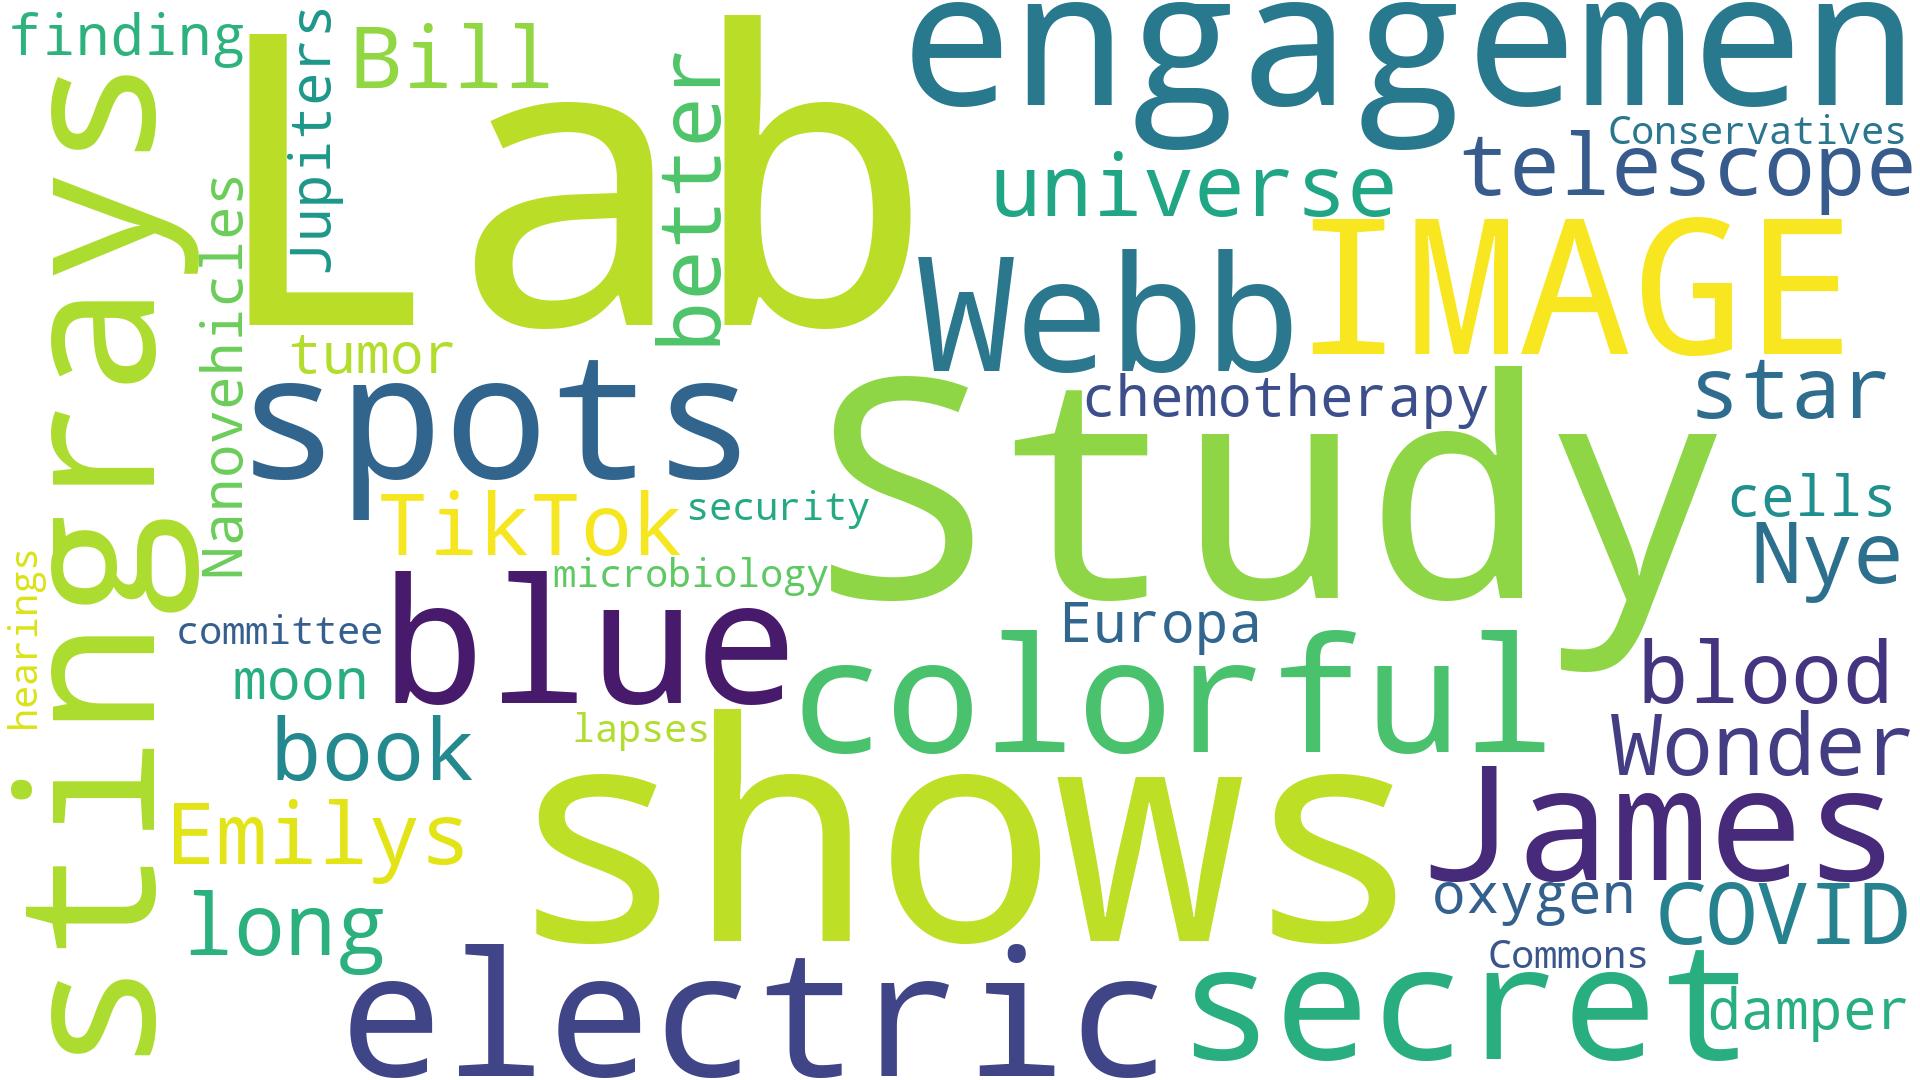 finding
Bill
Lab
engagemen
Jupiters
better
Conservatives
telescope
universe
stingrays
Nanovehicles
Webb
IMAGE
tumor
spots
chemotherapy
star
Study
TikTok
security
cells
Nye
hearings
microbiology
blue
committee
Europa
moon
colorful
blood
book
lapses
Wonder
shows
James
Emilys
long
oxygen
COVID
electric
Commons
secret
damper